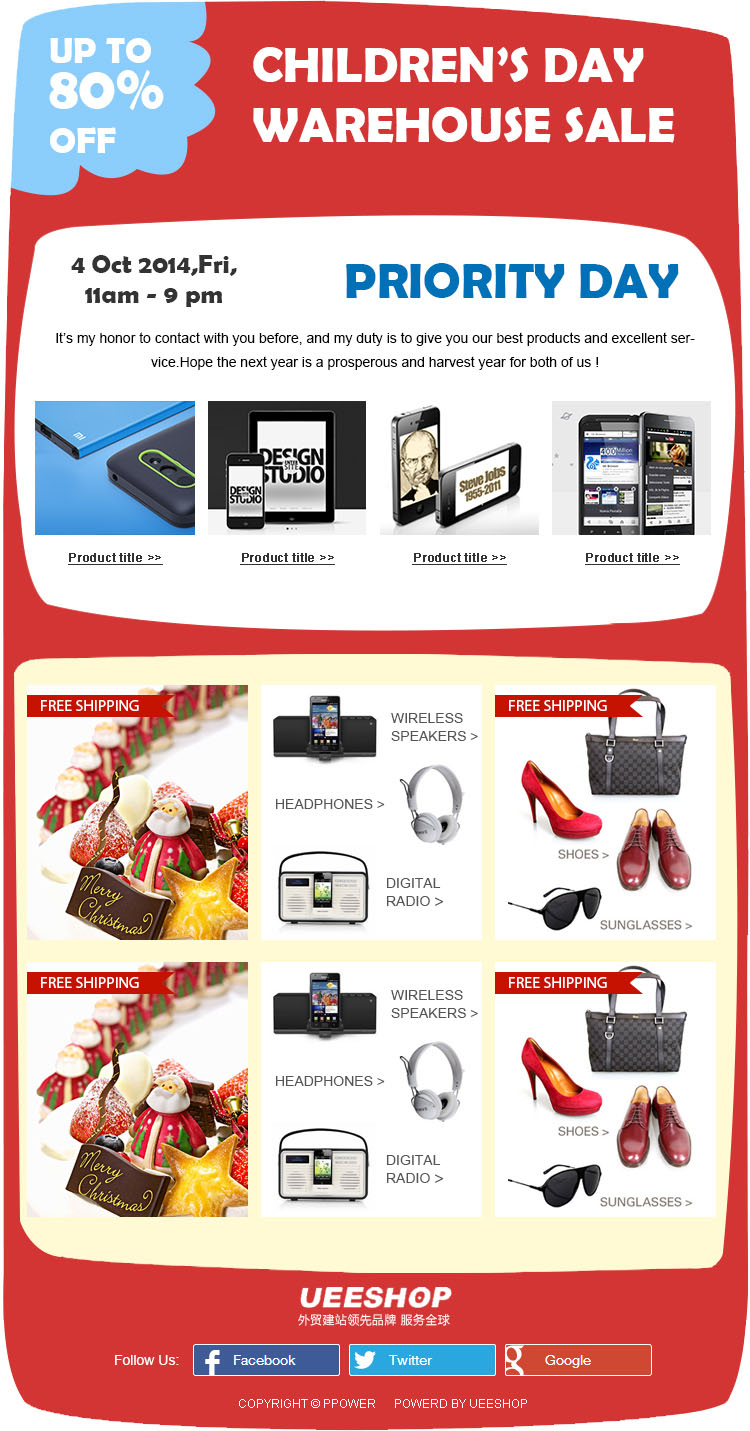 UP TO
80%
OFF
CHILDREN'S DAY
WAREHOUSE SALE
4 Oct 2014,Fri,
11am - 9 pm
PRIORITY DAY
It's my honor to contact with you before, and my duty is to give you our best products and excellent ser-
vice.Hope the next year is a prosperous and harvest year for both of us !
DESIGN
STUDIO
DESIGN
ENTER
SITE
STUDIO
Steve Jobs
1955-2011
400Million
Product title >>
Product title >>
Product title >>
Product title >>
FREE SHIPPING
Merry
Christmas
WIRELESS
SPEAKERS >
HEADPHONES >
DIGITAL
RADIO >
FREE SHIPPING
SHOES >
SUNGLASSES >
FREE SHIPPING
Merry
Christmas
WIRELESS
SPEAKERS >
HEADPHONES >
DIGITAL
RADIO >
FREE SHIPPING
SHOES >
SUNGLASSES >
UEESHOP
外贸建站领先品牌 服务全球
Follow Us:
Facebook
Twitter
Google
COPYRIGHT © PPOWER POWERD BY UEESHOP